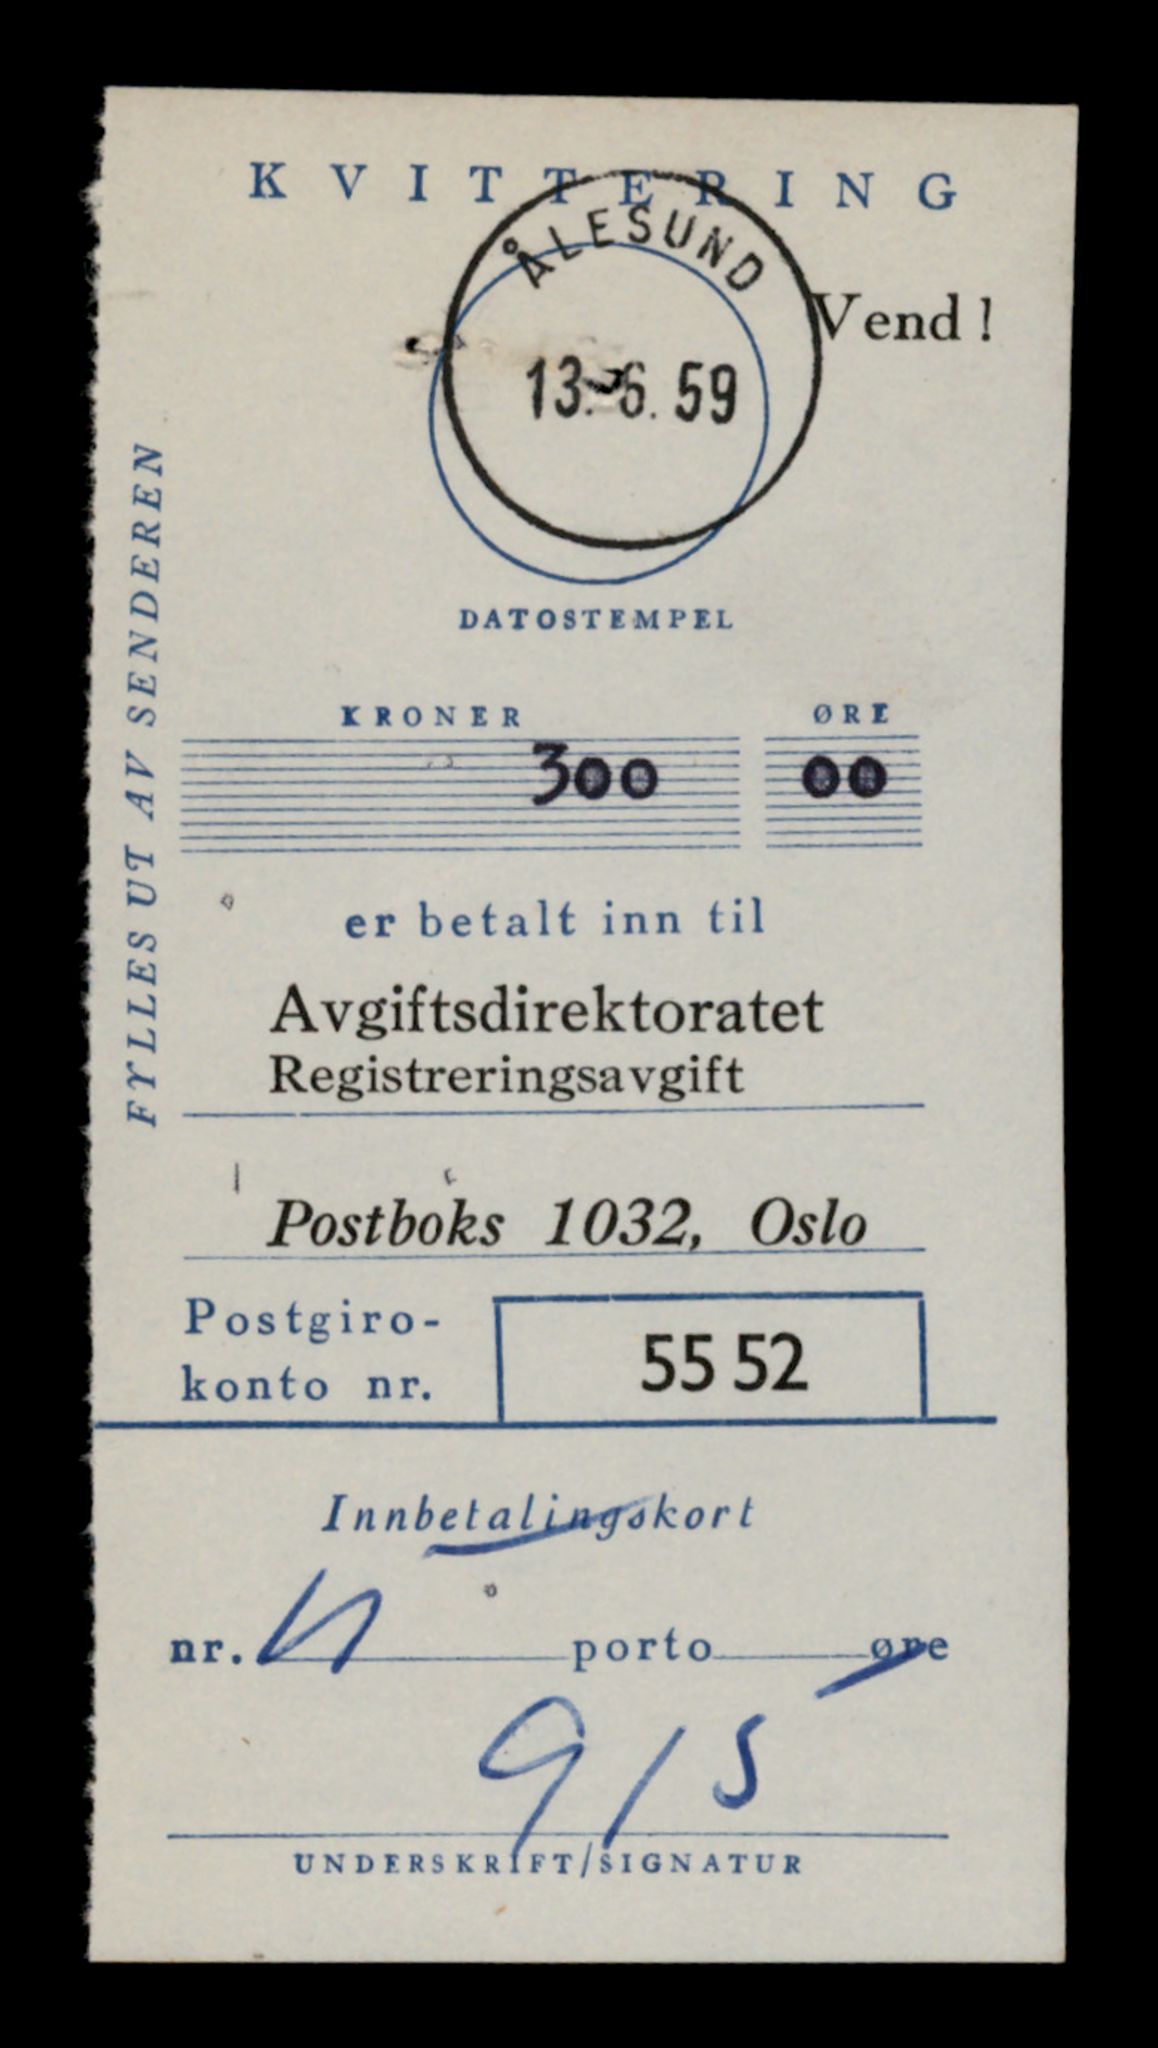 KVITTERING
ÅLESUND
Vend!
13.-6.59
DATOSTEMPEL
FYLLES UT AV SENDEREN
KRONER ØRE
300 00
er betalt inn til
Avgiftsdirektoratet
Registreringsavgift
Postboks 1032, Oslo
Postgiro-
konto nr.
55 52
Innbetalingskort
nr. porto øre
915
UNDERSKRIFT/SIGNATUR